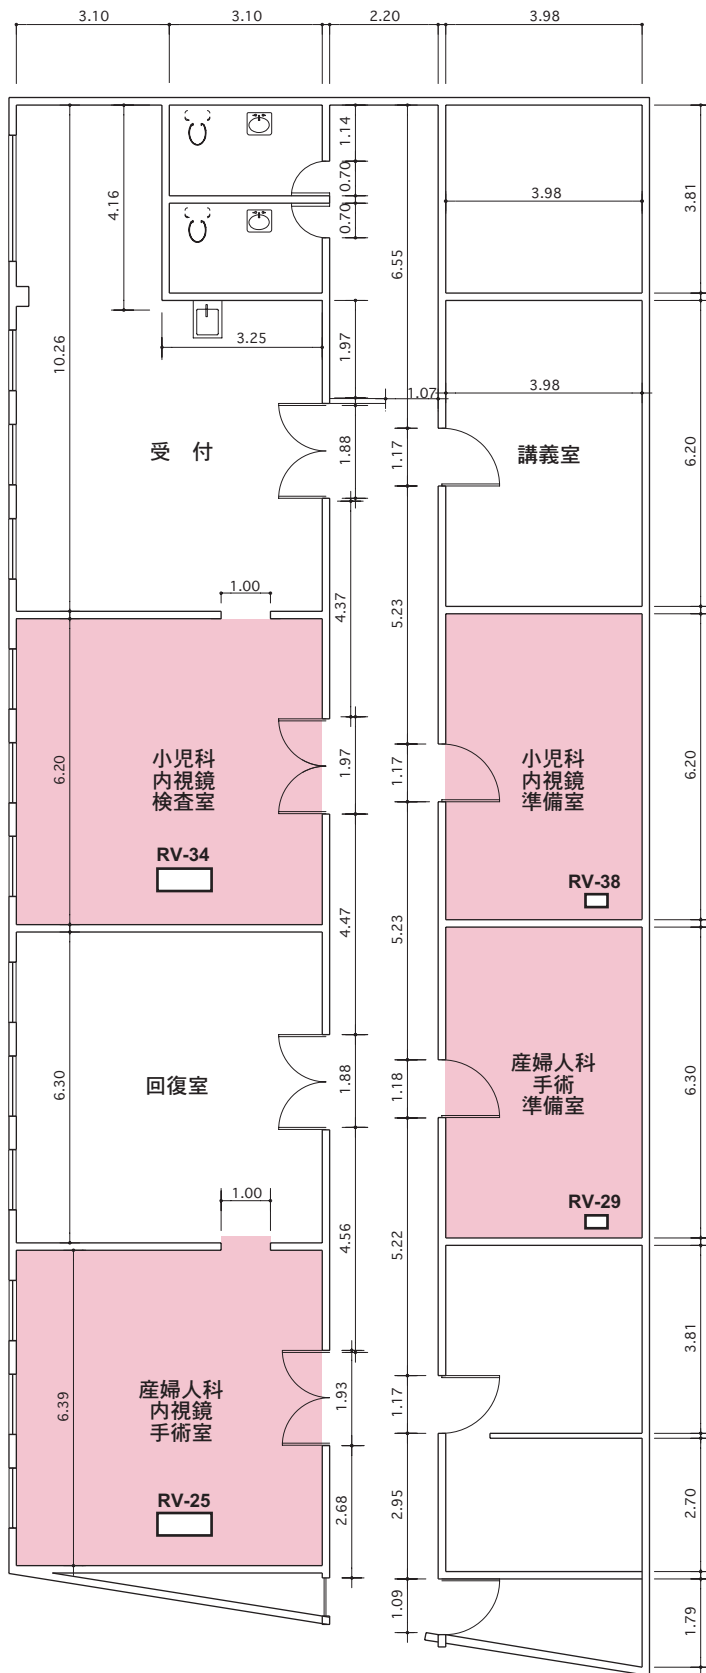 3.10
3.10
2.20
3.98
1.14
0.70
0.70
4.16
6.55
3.98
3.81
1.97
3.25
10.26
1.07
3.98
受 付
1.88
1.17
講義室
6.20
1.00
4.37
5.23
小児科
内視鏡
検査室
6.20
1.97
1.17
小児科
内視鏡
準備室
6.20
RV-34
RV-38
4.47
5.23
回復室
6.30
1.88
1.18
産婦人科
手術
準備室
6.30
RV-29
1.00
4.56
5.22
3.81
産婦人科
内視鏡
手術室
6.39
1.93
1.17
RV-25
2.68
2.95
2.70
1.09
1.79